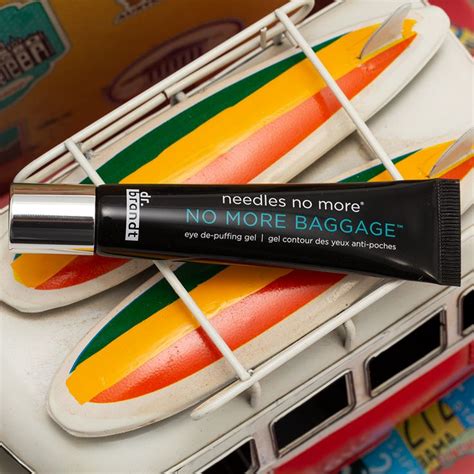 dr.
brandt
needles no more®
NO MORE BAGGAGE™
eye de-puffing gel | gel contour des yeux anti-poches